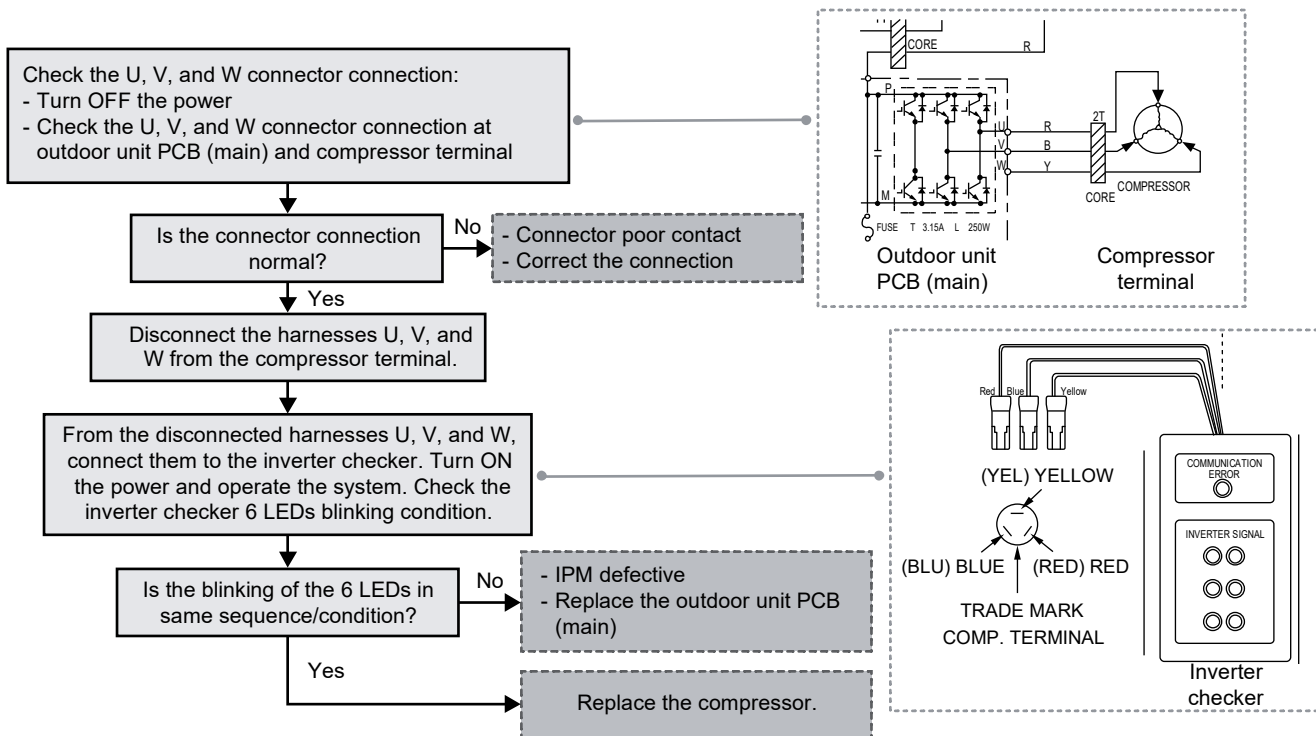 Check the U, V, and W connector connection:
- Turn OFF the power
- Check the U, V, and W connector connection at
outdoor unit PCB (main) and compressor terminal
Is the connector connection
normal?
No
- Connector poor contact
- Correct the connection
Yes
Disconnect the harnesses U, V, and
W from the compressor terminal.
From the disconnected harnesses U, V, and W,
connect them to the inverter checker. Turn ON
the power and operate the system. Check the
inverter checker 6 LEDs blinking condition.
Is the blinking of the 6 LEDs in
same sequence/condition?
No
- IPM defective
- Replace the outdoor unit PCB
(main)
Yes
Replace the compressor.
CORE
R
P
U
R
2T
V
B
W
Y
M
CORE
COMPRESSOR
FUSE T 3.15A L 250W
Outdoor unit
PCB (main)
Compressor
terminal
Red
Blue
Yellow
(YEL) YELLOW
(BLU) BLUE
(RED) RED
TRADE MARK
COMP. TERMINAL
COMMUNICATION
ERROR
INVERTER SIGNAL
Inverter
checker